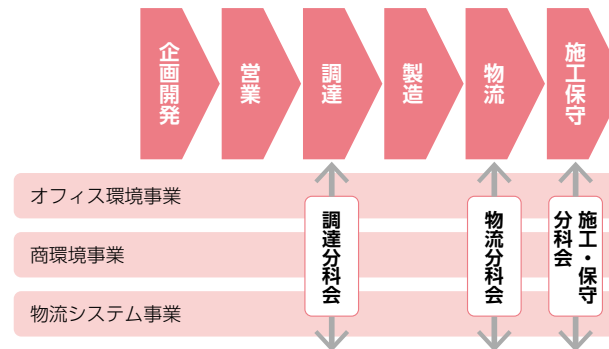 企画開発
営業
調達
製造
物流
施工保守
オフィス環境事業
商環境事業
物流システム事業
調達分科会
物流分科会
施工・保守
分科会